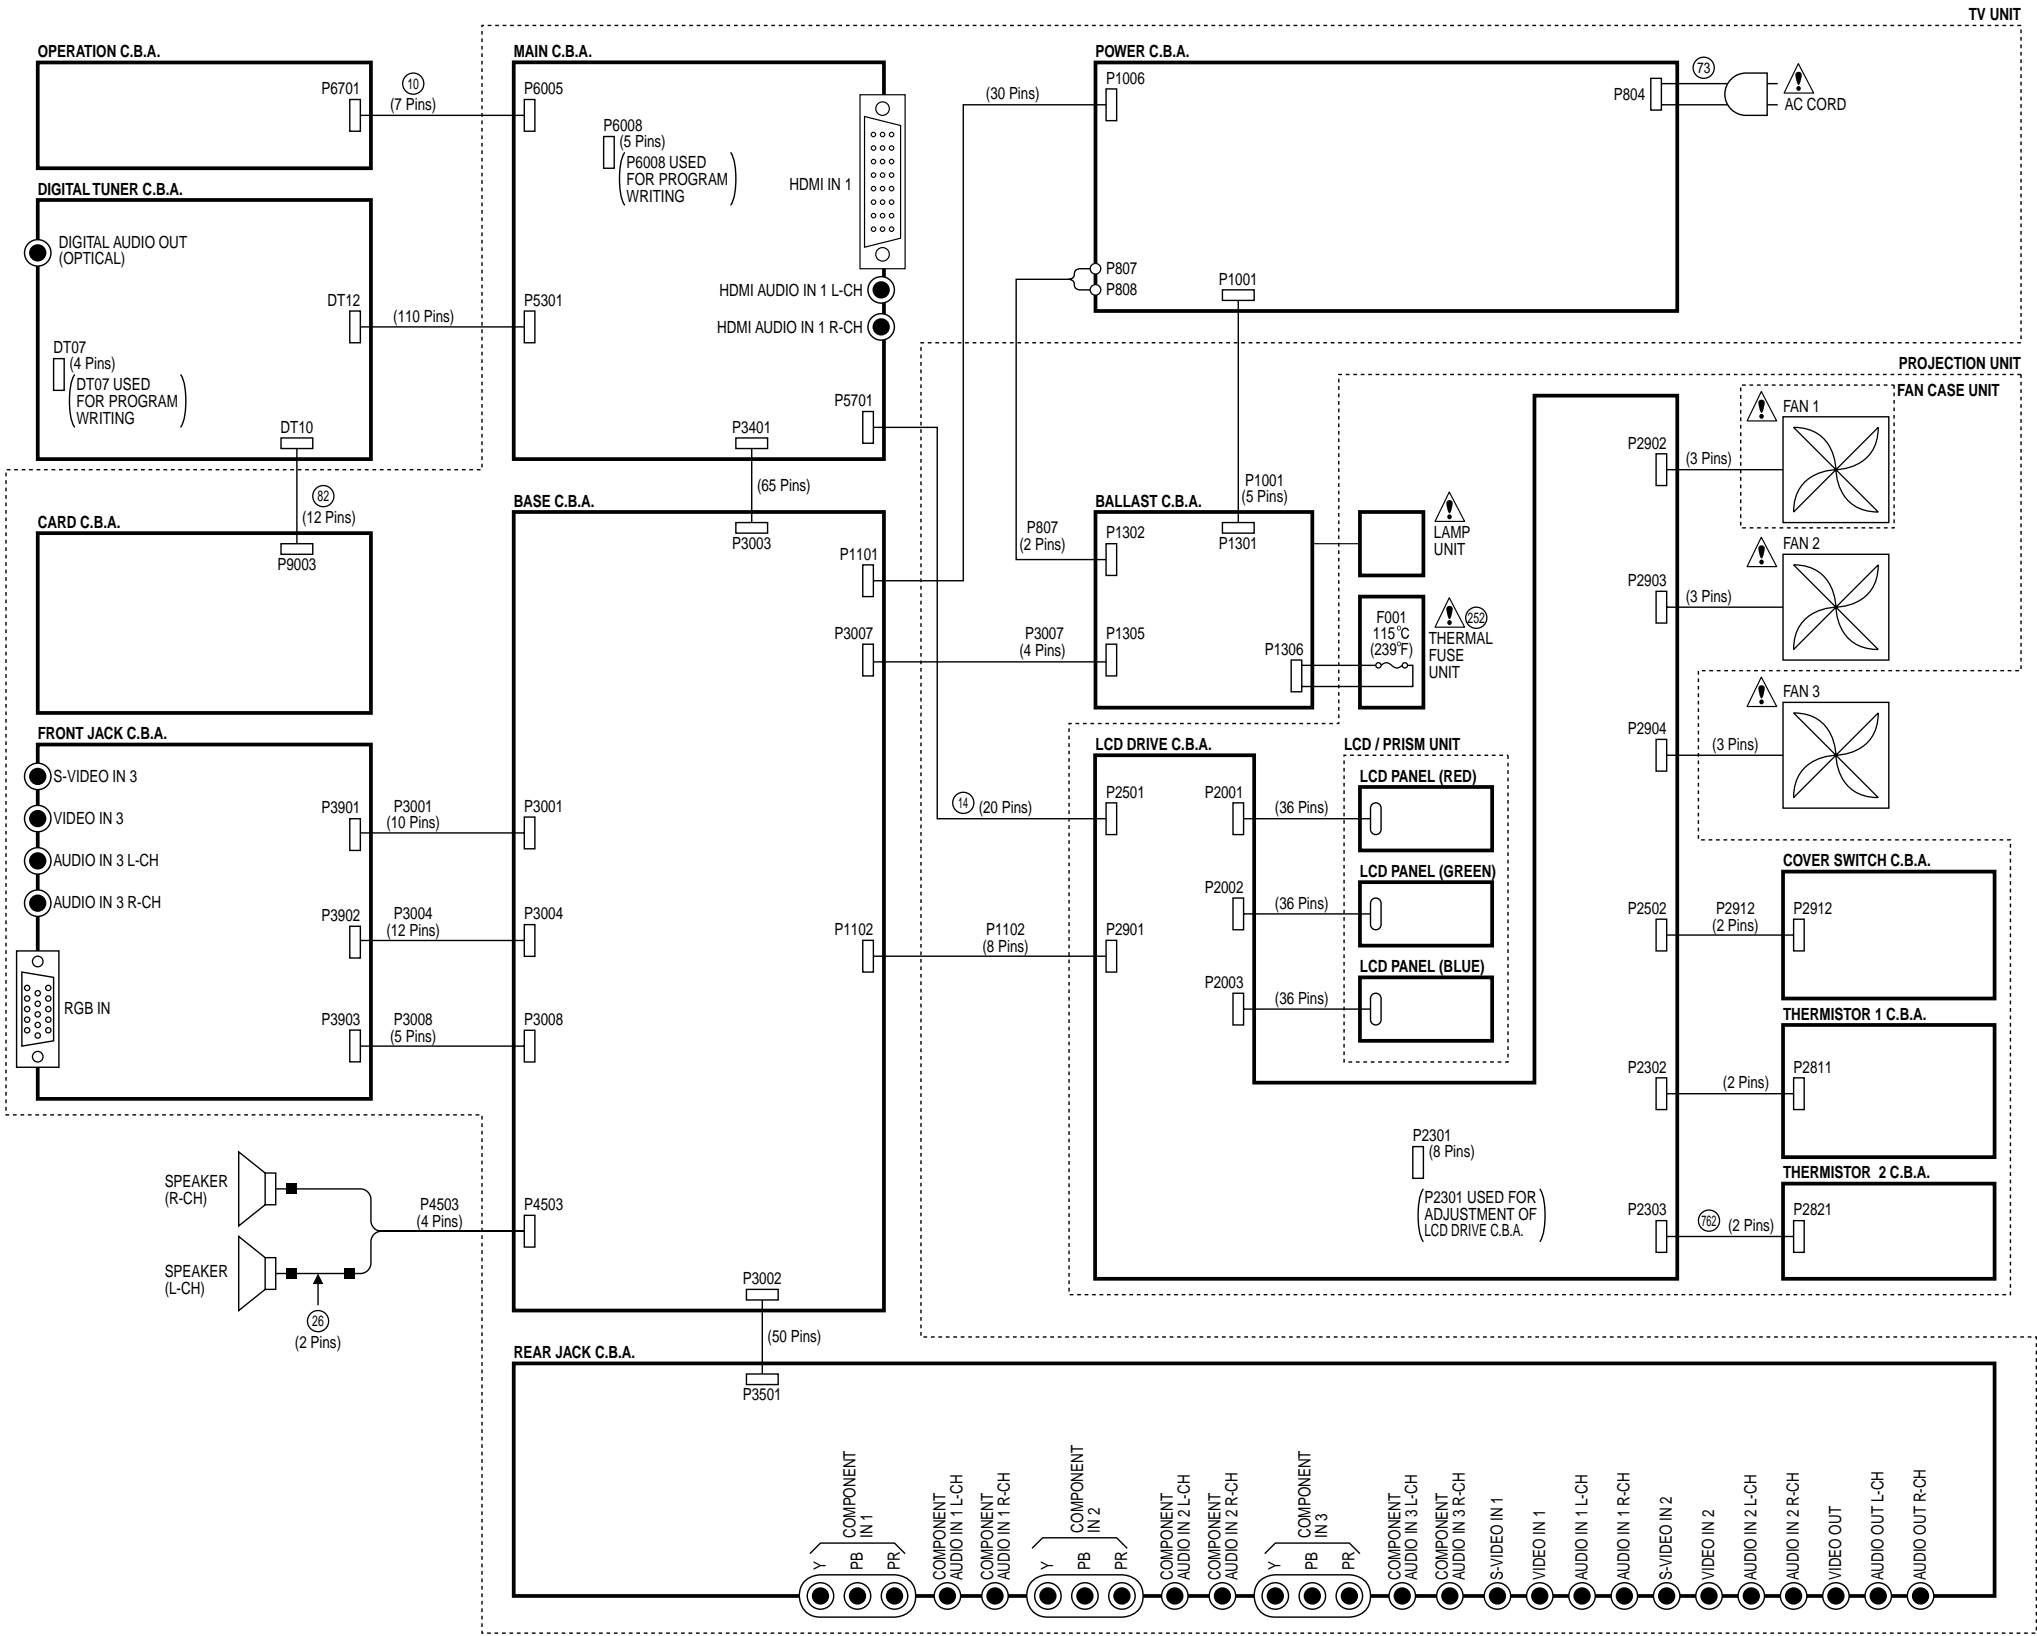 TV UNIT
OPERATION C.B.A.
P6701
10
(7 Pins)
MAIN C.B.A.
P6005
P6008
(5 Pins)
P6008 USED
FOR PROGRAM
WRITING
HDMI IN 1
HDMI AUDIO IN 1 L-CH
HDMI AUDIO IN 1 R-CH
P5301
P5701
P3401
(65 Pins)
POWER C.B.A.
P1006
(30 Pins)
P804
73
AC CORD
P807
P808
P1001
DIGITAL TUNER C.B.A.
DIGITAL AUDIO OUT
(OPTICAL)
DT12
(110 Pins)
DT07
(4 Pins)
DT07 USED
FOR PROGRAM
WRITING
DT10
82
(12 Pins)
CARD C.B.A.
P9003
PROJECTION UNIT
FAN CASE UNIT
FAN 1
P2902
(3 Pins)
FAN 2
P2903
(3 Pins)
FAN 3
P2904
(3 Pins)
BASE C.B.A.
P3003
P1101
P3007
P3007
(4 Pins)
BALLAST C.B.A.
P1001
(5 Pins)
P1301
P807
(2 Pins)
P1302
P1305
P1306
LAMP
UNIT
F001
115°C
(239°F)
252
THERMAL
FUSE
UNIT
FRONT JACK C.B.A.
S-VIDEO IN 3
VIDEO IN 3
AUDIO IN 3 L-CH
AUDIO IN 3 R-CH
RGB IN
P3901
P3001
(10 Pins)
P3001
P3902
P3004
(12 Pins)
P3004
P3903
P3008
(5 Pins)
P3008
P1102
P1102
(8 Pins)
LCD DRIVE C.B.A.
14
(20 Pins)
P2501
P2901
P2001
(36 Pins)
P2002
(36 Pins)
P2003
(36 Pins)
LCD / PRISM UNIT
LCD PANEL (RED)
LCD PANEL (GREEN)
LCD PANEL (BLUE)
COVER SWITCH C.B.A.
P2502
P2912
(2 Pins)
P2912
THERMISTOR 1 C.B.A.
P2302
(2 Pins)
P2811
THERMISTOR 2 C.B.A.
P2303
762
(2 Pins)
P2821
P2301
(8 Pins)
P2301 USED FOR
ADJUSTMENT OF
LCD DRIVE C.B.A.
SPEAKER
(R-CH)
SPEAKER
(L-CH)
26
(2 Pins)
P4503
(4 Pins)
P4503
P3002
(50 Pins)
REAR JACK C.B.A.
P3501
COMPONENT
IN 1
Y
PB
PR
COMPONENT
AUDIO IN 1 L-CH
COMPONENT
AUDIO IN 1 R-CH
COMPONENT
IN 2
Y
PB
PR
COMPONENT
AUDIO IN 2 L-CH
COMPONENT
AUDIO IN 2 R-CH
COMPONENT
IN 3
Y
PB
PR
COMPONENT
AUDIO IN 3 L-CH
COMPONENT
AUDIO IN 3 R-CH
S-VIDEO IN 1
VIDEO IN 1
AUDIO IN 1 L-CH
AUDIO IN 1 R-CH
S-VIDEO IN 2
VIDEO IN 2
AUDIO IN 2 L-CH
AUDIO IN 2 R-CH
VIDEO OUT
AUDIO OUT L-CH
AUDIO OUT R-CH